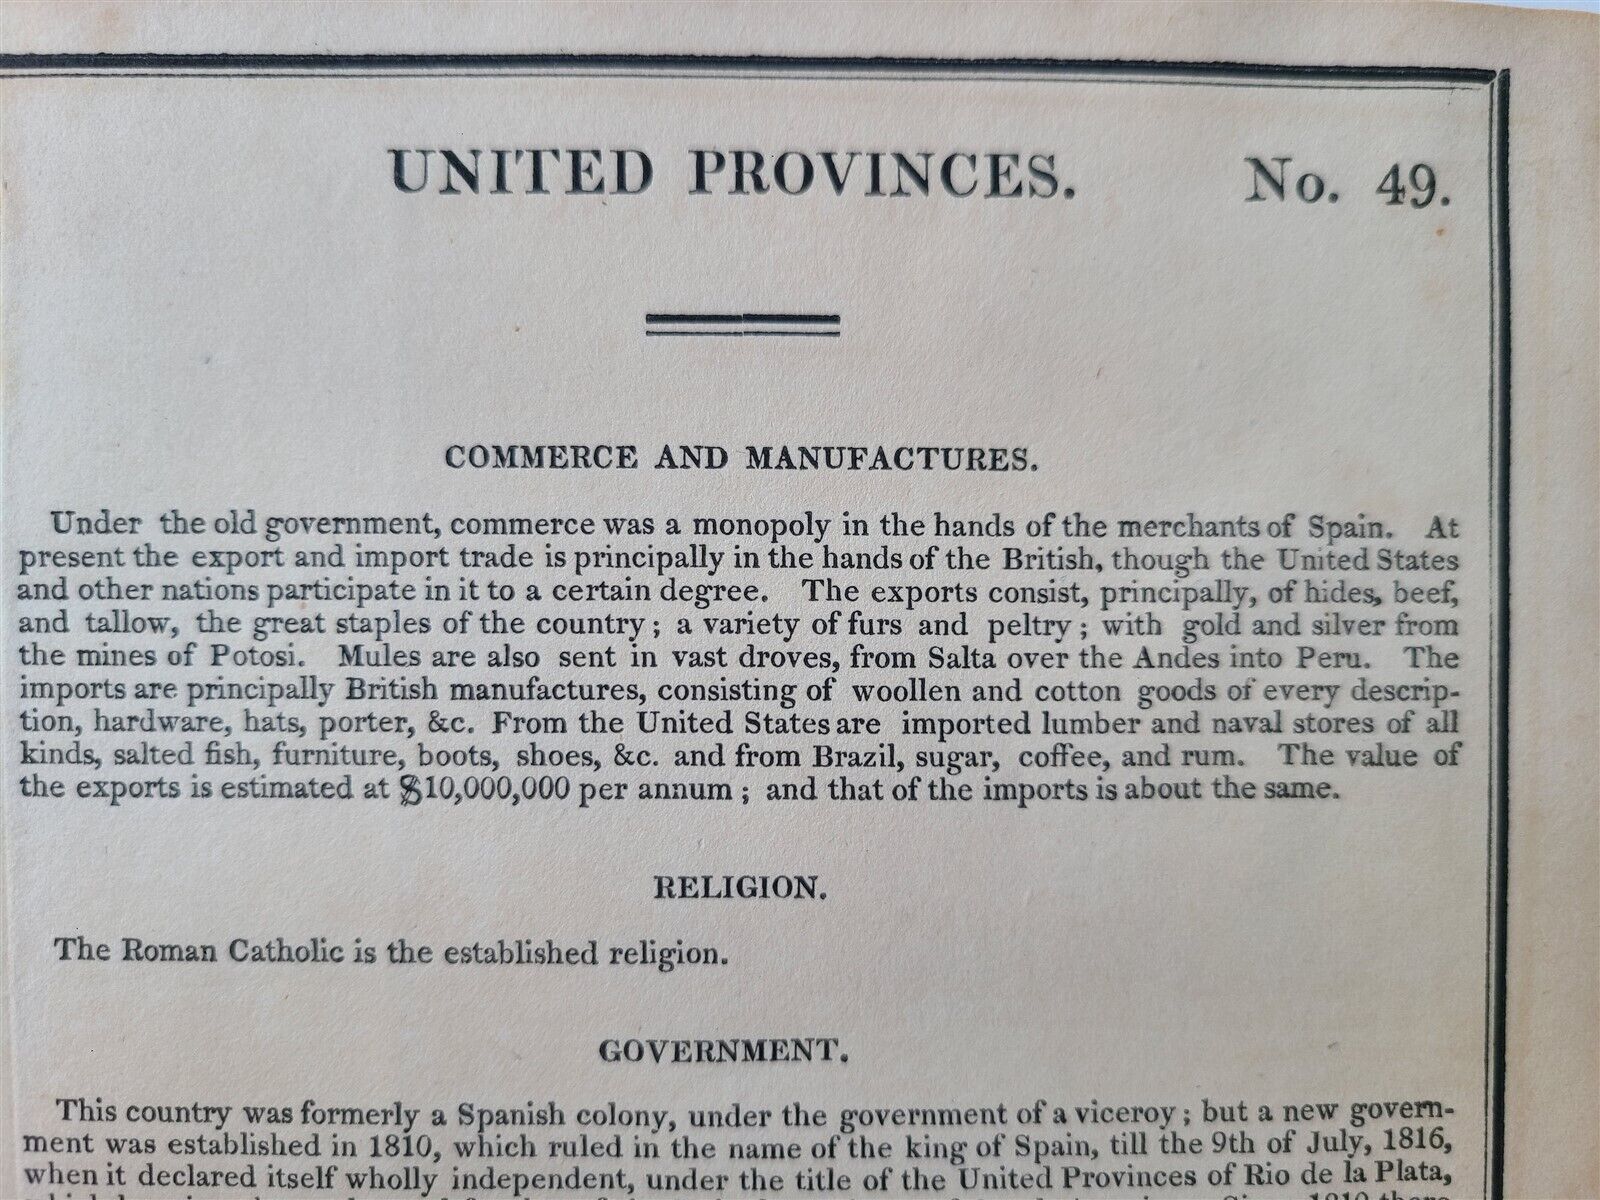 UNITED PROVINCES. No. 49.
COMMERCE AND MANUFACTURES.
Under the old government, commerce was a monopoly in the hands of the merchants of Spain. At
present the export and import trade is principally in the hands of the British, though the United States
and other nations participate in it to a certain degree. The exports consist, principally, of hides, beef,
and tallow, the great staples of the country; a variety of furs and peltry; with gold and silver from
the mines of Potosi. Mules are also sent in vast droves, from Salta over the Andes into Peru. The
imports are principally British manufactures, consisting of woollen and cotton goods of every descrip-
tion, hardware, hats, porter, &c. From the United States are imported lumber and naval stores of all
kinds, salted fish, furniture, boots, shoes, &c. and from Brazil, sugar, coffee, and rum. The value of
the exports is estimated at $10,000,000 per annum; and that of the imports is about the same.
RELIGION.
The Roman Catholic is the established religion.
GOVERNMENT.
This country was formerly a Spanish colony, under the government of a viceroy; but a new govern-
ment was established in 1810, which ruled in the name of the king of Spain, till the 9th of July, 1816,
when it declared itself wholly independent, under the title of the United Provinces of Rio de la Plata,